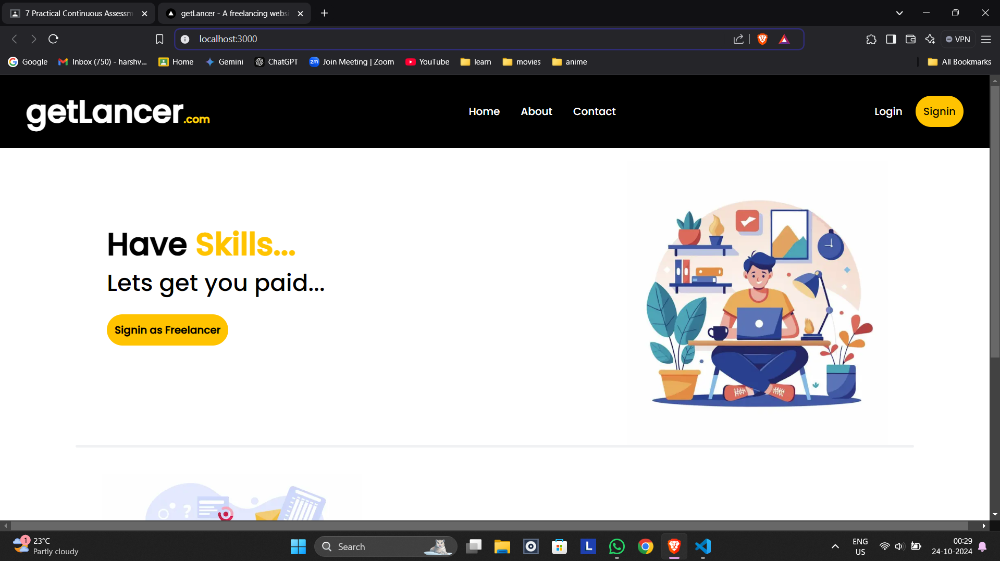 7 Practical Continuous Assessm
getLancer - A freelancing websi
localhost:3000
VPN
Google
Inbox (750) - harshv...
Home
Gemini
ChatGPT
zm
Join Meeting | Zoom
YouTube
learn
movies
anime
All Bookmarks
getLancer.com
Home
About
Contact
Login
Signin
Have Skills...
Lets get you paid...
Signin as Freelancer
?
1
23°C
Partly cloudy
Search
L
ENG
US
00:29
24-10-2024